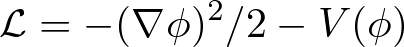 ℒ = −(∇ϕ)²/2 − V(ϕ)